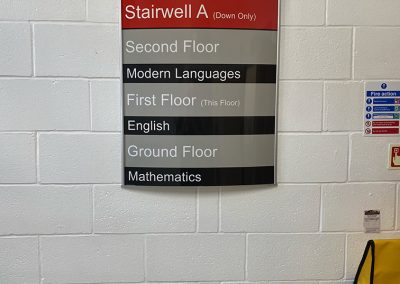 Stairwell A (Down Only)
Second Floor
Modern Languages
First Floor (This Floor)
English
Ground Floor
Mathematics
Fire action